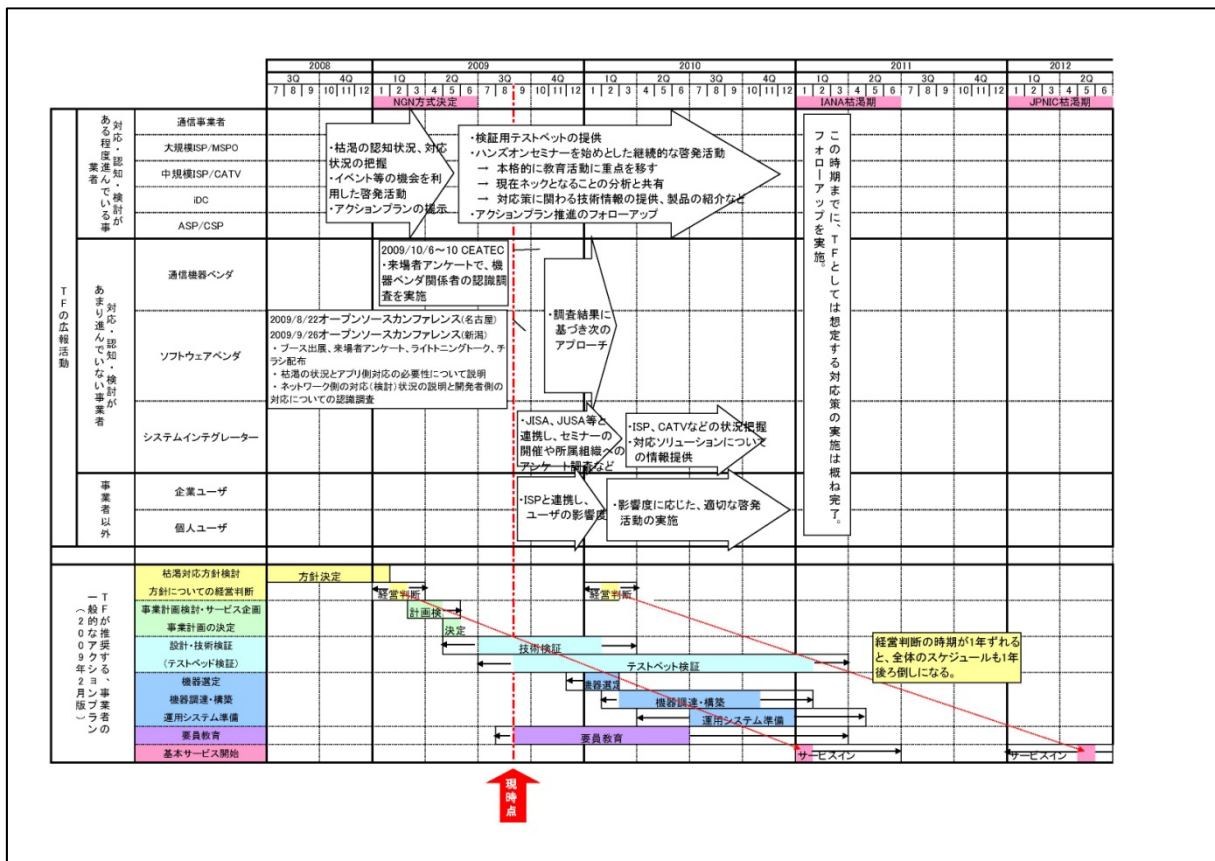 2008 2009 2010 2011 2012
3Q 4Q 1Q 2Q 3Q 4Q 1Q 2Q 3Q 4Q 1Q 2Q 1Q 2Q
7 8 9 10 11 12 1 2 3 4 5 6 7 8 9 10 11 12 1 2 3 4 5 6 7 8 9 10 11 12 1 2 3 4 5 6 1 2 3 4 5 6
NGN方式決定 IANA枯渇期 JPNIC枯渇期
TFの広報活動
対応・認知・検討が
ある程度進んでいる事
業者
通信事業者
大規模ISP/MSPO
中規模ISP/CATV
iDC
ASP/CSP
・枯渇の認知状況、対応
状況の把握
・イベント等の機会を利
用した啓発活動
・アクションプランの掲示
・検証用テストベットの提供
・ハンズオンセミナーを始めとした継続的な啓発活動
→ 本格的に教育活動に重点を移す
→ 現在ネックとなることの分析と共有
→ 対応策に関わる技術情報の提供、製品の紹介など
・アクションプラン推進のフォローアップ
この時期までに、TFとしては想定する対応策の実施は概ね完了。
フォローアップを実施。
対応・認知・検討が
あまり進んでいない事業者
通信機器ベンダ
2009/10/6～10 CEATEC
・来場者アンケートで、機
器ベンダ関係者の認識調
査を実施
・調査結果に
基づき次の
アプローチ
ソフトウェアベンダ
2009/8/22オープンソースカンファレンス(名古屋)
2009/9/26オープンソースカンファレンス(新潟)
・ブース出展、来場者アンケート、ライトニングトーク、チ
ラシ配布
・枯渇の状況とアプリ側対応の必要性について説明
・ネットワーク側の対応(検討)状況の説明と開発者側の
対応についての認識調査
システムインテグレーター
・JISA、JUSA等と
連携し、セミナーの
開催や所属組織への
アンケート調査など
・ISP、CATVなどの状況把握
・対応ソリューションについて
の情報提供
事業者以外
企業ユーザ
個人ユーザ
・ISPと連携し、
ユーザの影響度
・影響度に応じた、適切な啓発
活動の実施
TFが推奨する、事業者の
一般的なアクションプラン
(2009年2月版)
枯渇対応方針検討
方針決定
方針についての経営判断
経営判断
経営判断
事業計画検討・サービス企画
計画検
事業計画の決定
決定
設計・技術検証
技術検証
(テストベッド検証)
テストベット検証
機器選定
機器選定
機器調達・構築
機器調達・構築
運用システム準備
運用システム準備
要員教育
要員教育
基本サービス開始
サービスイン
サービスイン
経営判断の時期が1年ずれる
と、全体のスケジュールも1年
後ろ倒しになる。
現時点